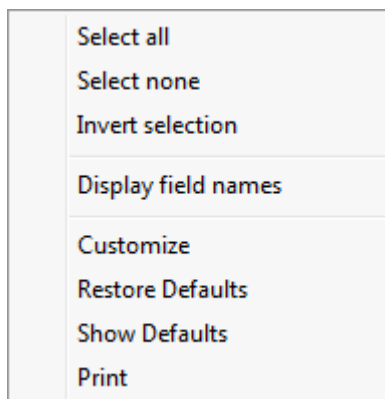 Select all
Select none
Invert selection
Display field names
Customize
Restore Defaults
Show Defaults
Print